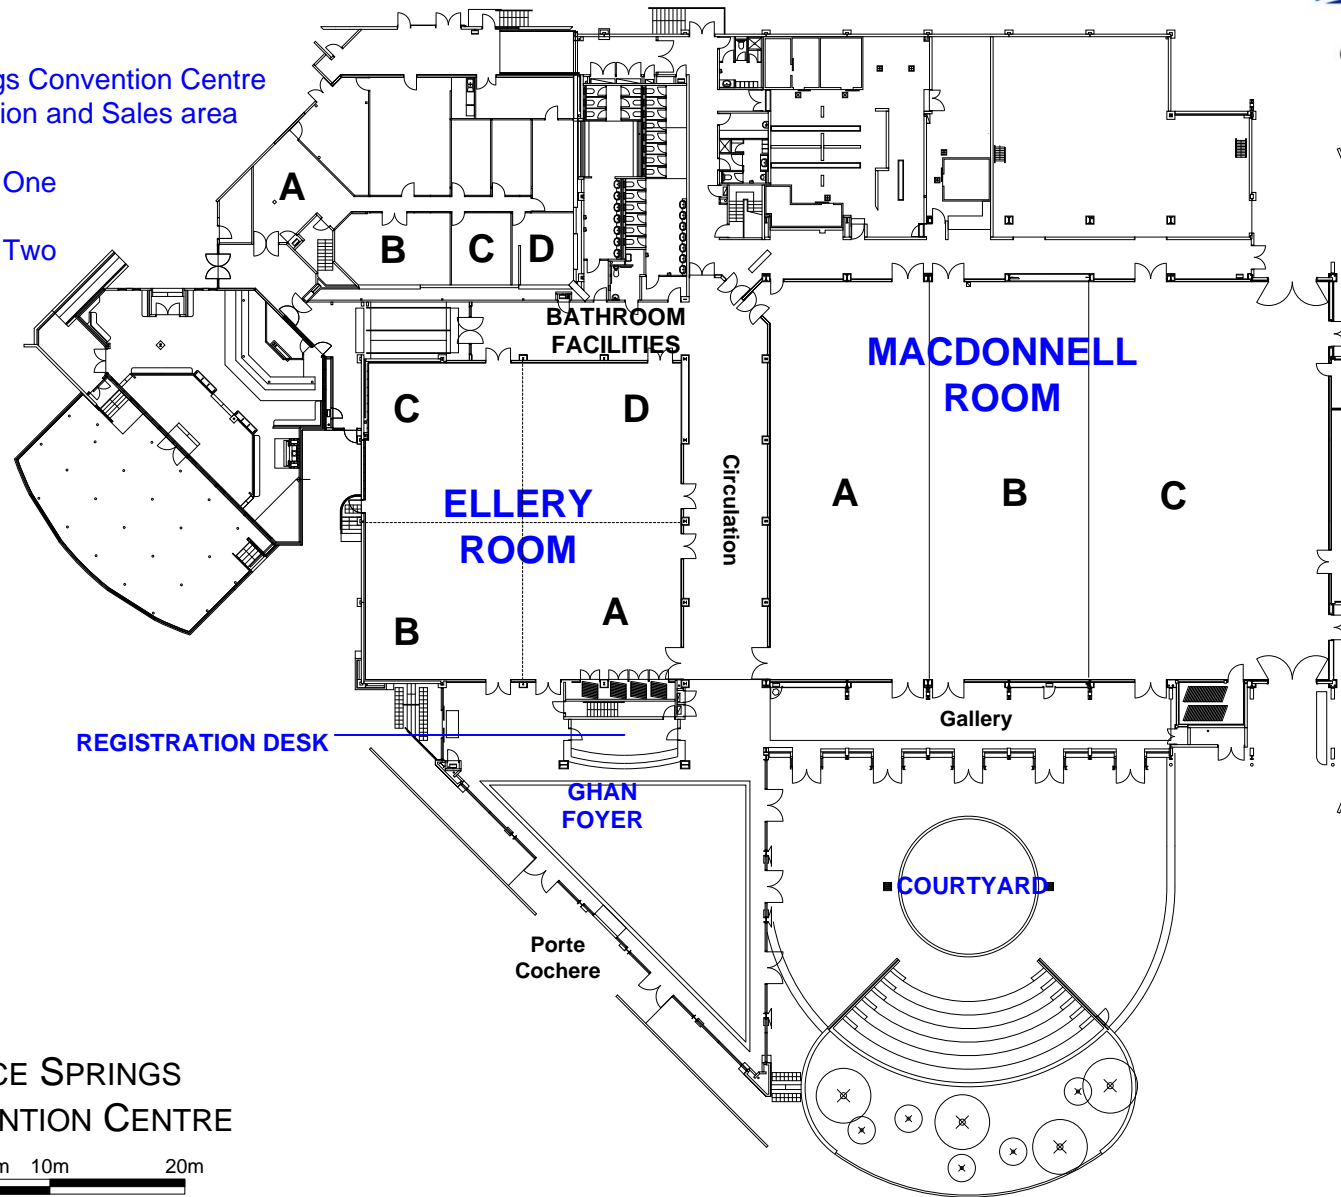 gs Convention Centre
ion and Sales area
One
Two
A
B
C
D
BATHROOM
FACILITIES
MACDONNELL
ROOM
C
D
ELLERY
ROOM
Circulation
A
B
C
B
A
REGISTRATION DESK
Gallery
GHAN
FOYER
COURTYARD
Porte
Cochere
CE SPRINGS
NTION CENTRE
m 10m 20m